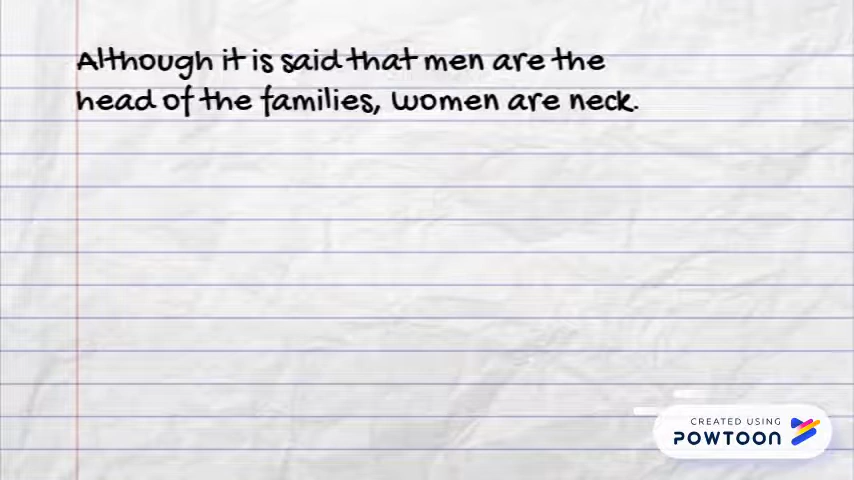 Although it is said that men are the
head of the families, women are neck.
CREATED USING
POWTOON